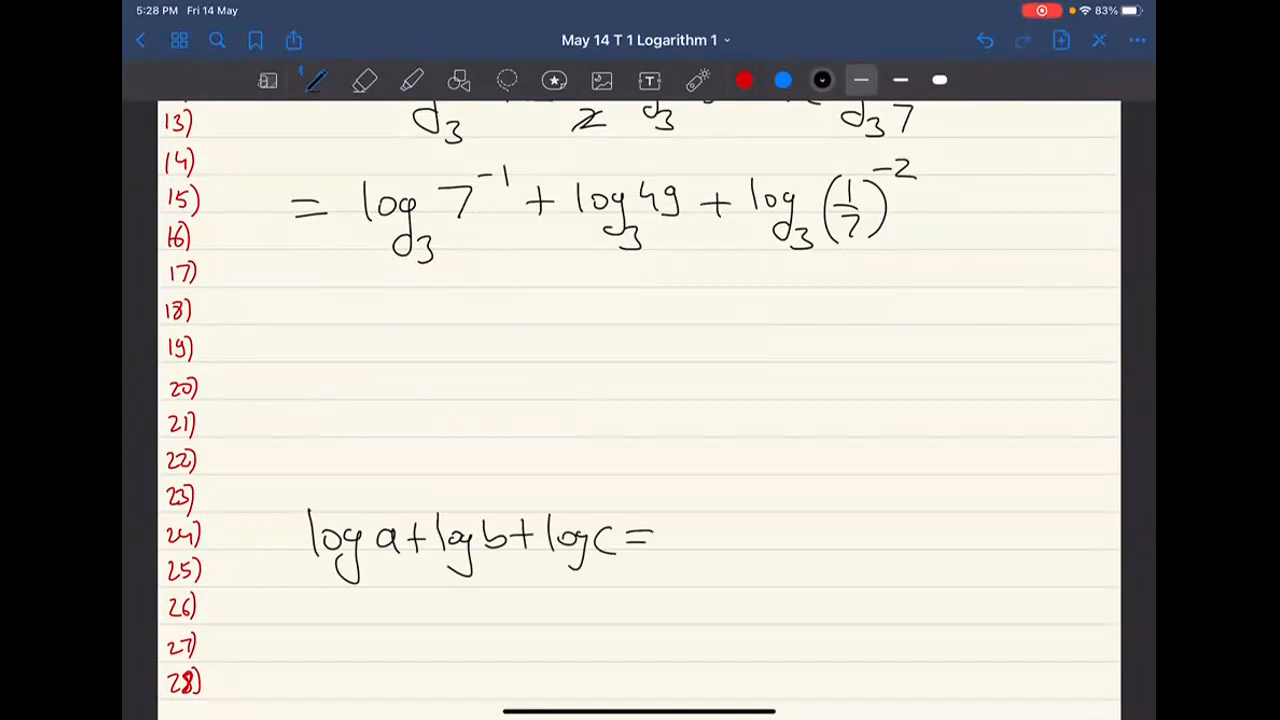 5:28 PM Fri 14 May 83%
May 14 T 1 Logarithm 1
T
13)
14)
15) = log₃ 7⁻¹ + log₃ 49 + log₃ (1/7)⁻²
16)
17)
18)
19)
20)
21)
22)
23)
24) log a + log b + log c =
25)
26)
27)
28)